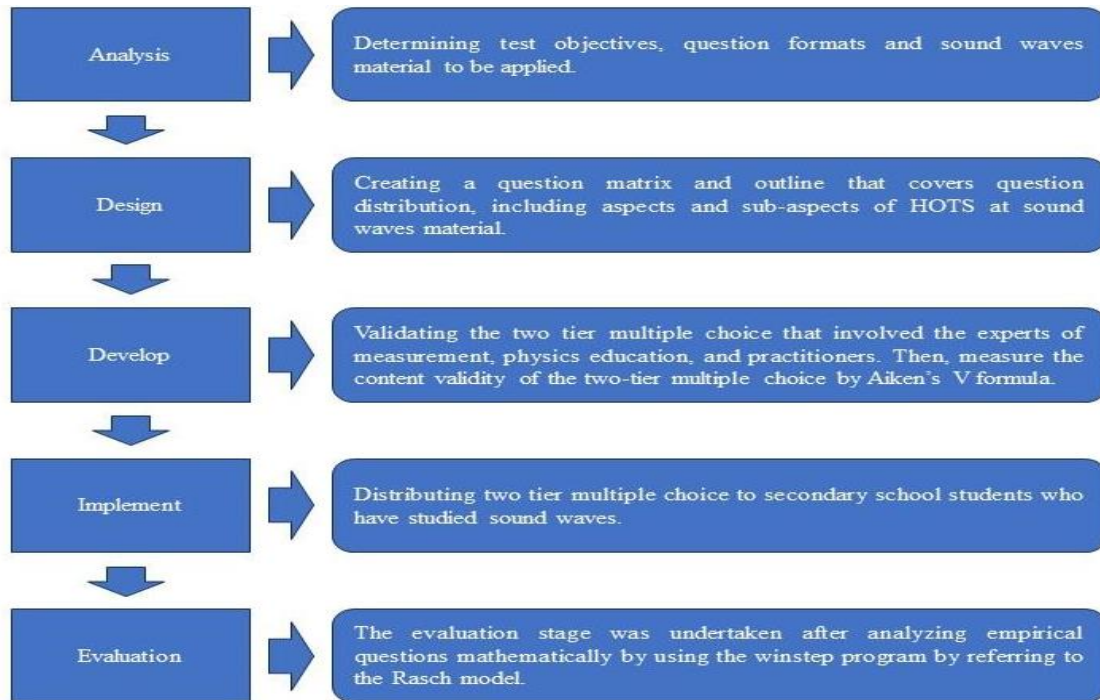 Analysis
Determining test objectives, question formats and sound waves
material to be applied.
Design
Creating a question matrix and outline that covers question
distribution, including aspects and sub-aspects of HOTS at sound
waves material.
Develop
Validating the two tier multiple choice that involved the experts of
measurement, physics education, and practitioners. Then, measure the
content validity of the two-tier multiple choice by Aiken's V formula.
Implement
Distributing two tier multiple choice to secondary school students who
have studied sound waves.
Evaluation
The evaluation stage was undertaken after analyzing empirical
questions mathematically by using the winstep program by referring to
the Rasch model.